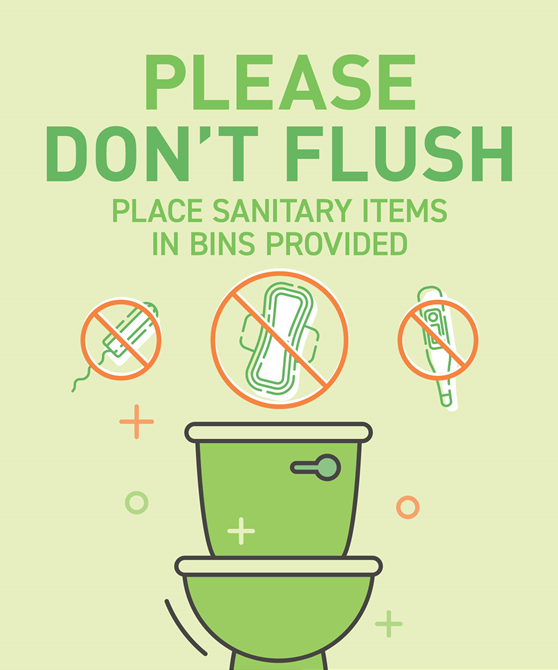 PLEASE
DON'T FLUSH
PLACE SANITARY ITEMS
IN BINS PROVIDED